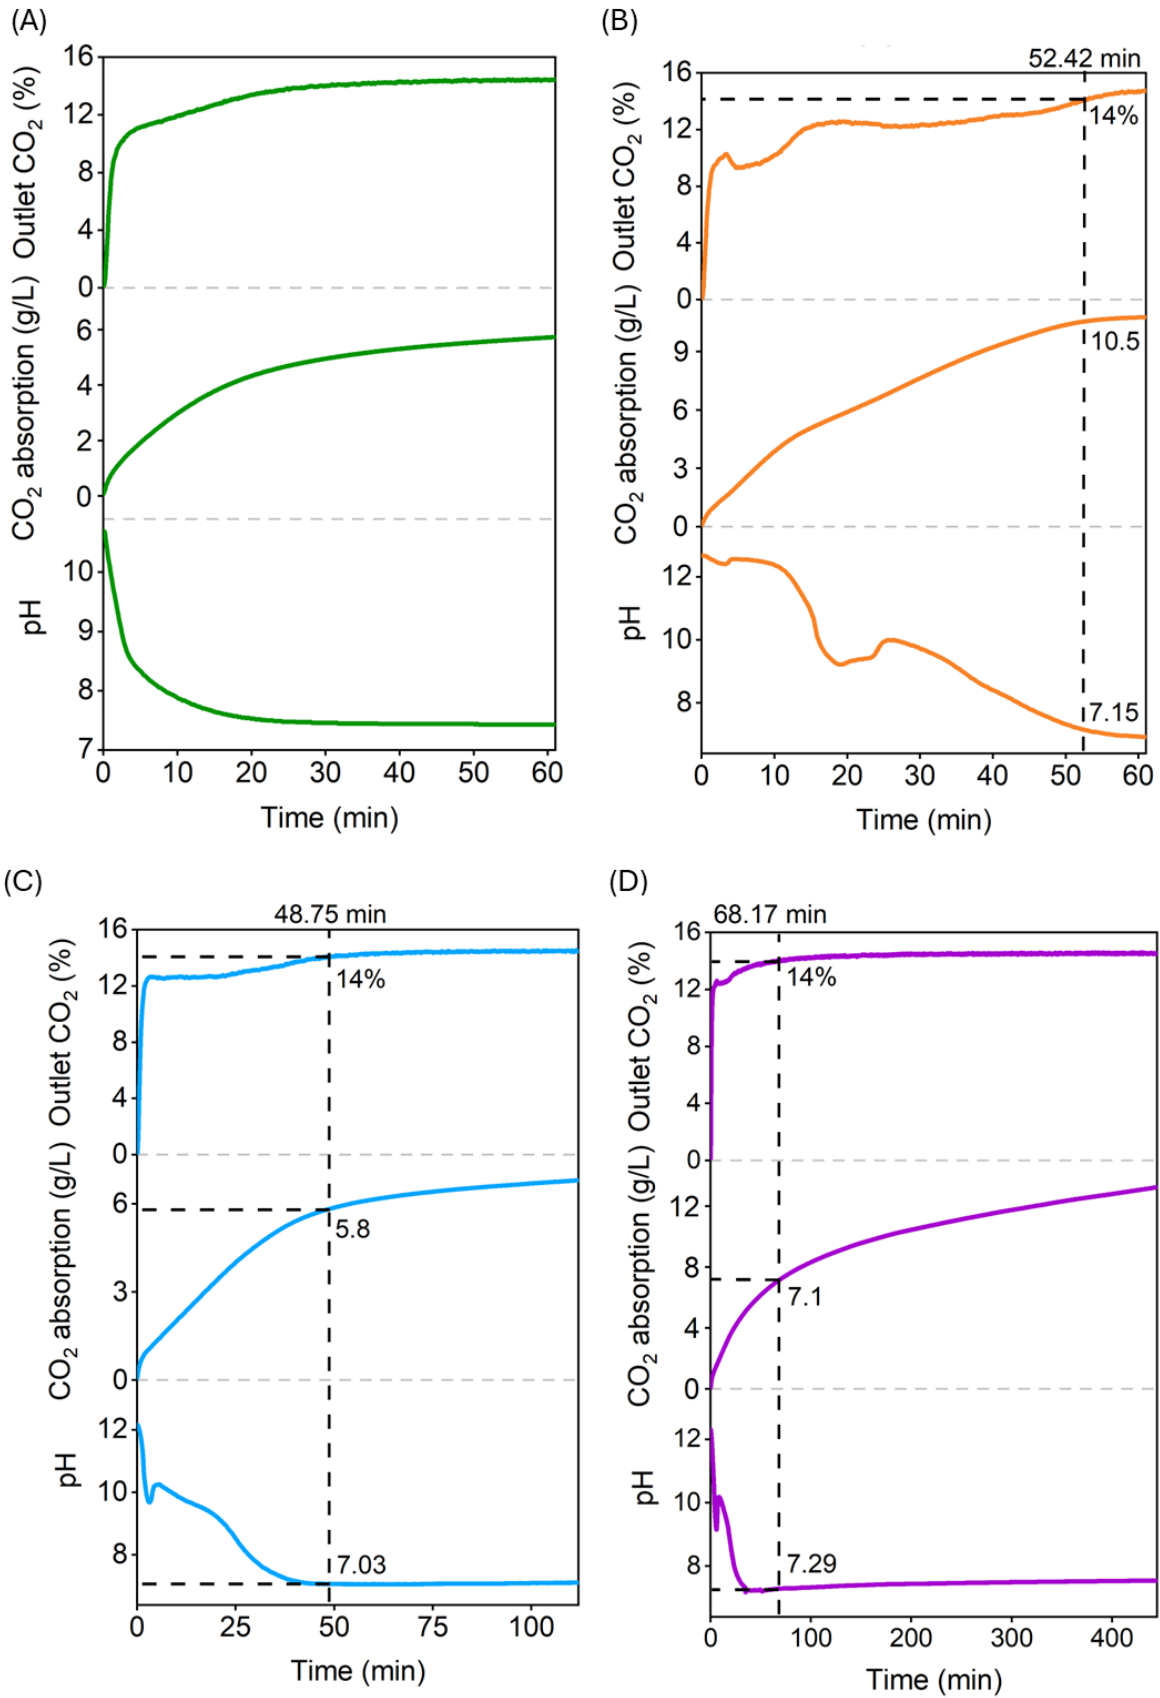 (A)
16
12
8
4
0
Outlet CO₂ (%)
6
4
2
0
CO₂ absorption (g/L)
10
9
8
7
pH
0 10 20 30 40 50 60
Time (min)
(B)
52.42 min
16
12
8
4
0
Outlet CO₂ (%)
14%
9
6
3
0
CO₂ absorption (g/L)
10.5
12
10
8
pH
7.15
0 10 20 30 40 50 60
Time (min)
(C)
48.75 min
16
12
8
4
0
Outlet CO₂ (%)
14%
6
3
0
CO₂ absorption (g/L)
5.8
12
10
8
pH
7.03
0 25 50 75 100
Time (min)
(D)
68.17 min
16
12
8
4
0
Outlet CO₂ (%)
14%
12
8
4
0
CO₂ absorption (g/L)
7.1
12
10
8
pH
7.29
0 100 200 300 400
Time (min)